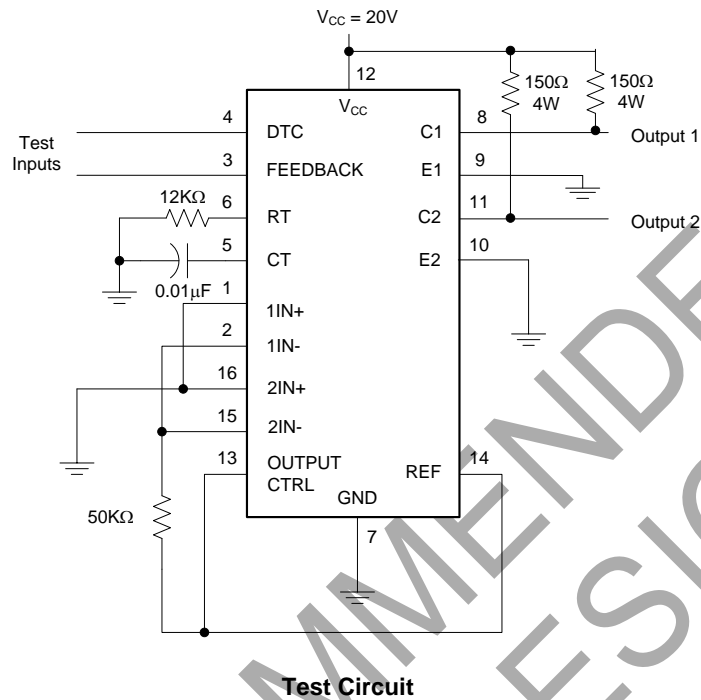 VCC = 20V
12
VCC
150Ω
4W
150Ω
4W
4
DTC
C1
8
Output 1
Test
Inputs
3
FEEDBACK
E1
9
12KΩ
6
RT
C2
11
Output 2
5
CT
E2
10
0.01μF
1
1IN+
2
1IN-
16
2IN+
15
2IN-
13
OUTPUT
CTRL
REF
14
GND
50KΩ
7
Test Circuit